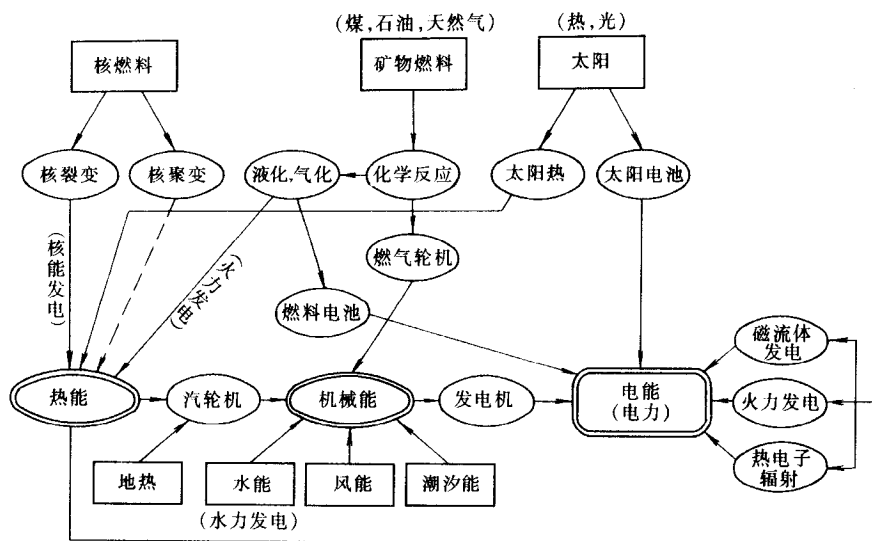 (煤,石油,天然气)
(热,光)
核燃料
矿物燃料
太阳
核裂变
核聚变
液化,气化
化学反应
太阳热
太阳电池
(核能发电)
(火力发电)
燃气轮机
燃料电池
磁流体
发电
热能
汽轮机
机械能
发电机
电能
(电力)
火力发电
热电子
辐射
地热
水能
风能
潮汐能
(水力发电)